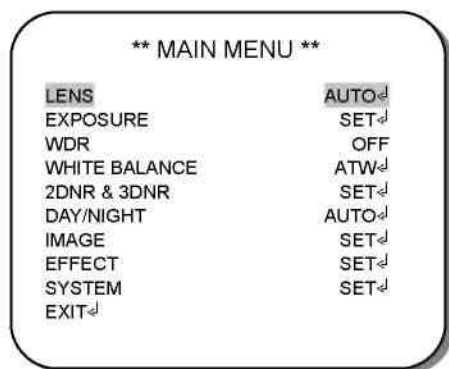 ** MAIN MENU **
LENS AUTO↲
EXPOSURE SET↲
WDR OFF
WHITE BALANCE ATW↲
2DNR & 3DNR SET↲
DAY/NIGHT AUTO↲
IMAGE SET↲
EFFECT SET↲
SYSTEM SET↲
EXIT↲